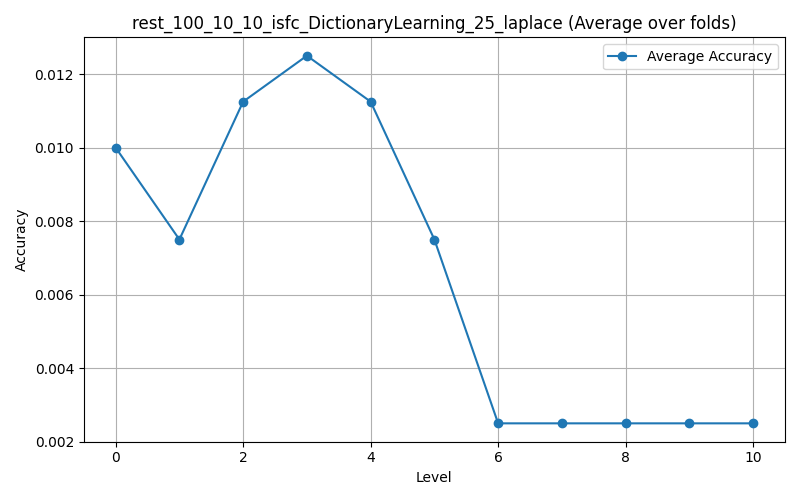 rest_100_10_10_isfc_DictionaryLearning_25_laplace (Average over folds)
Average Accuracy
0.012
0.010
0.008
0.006
0.004
0.002
Accuracy
0 2 4 6 8 10
Level